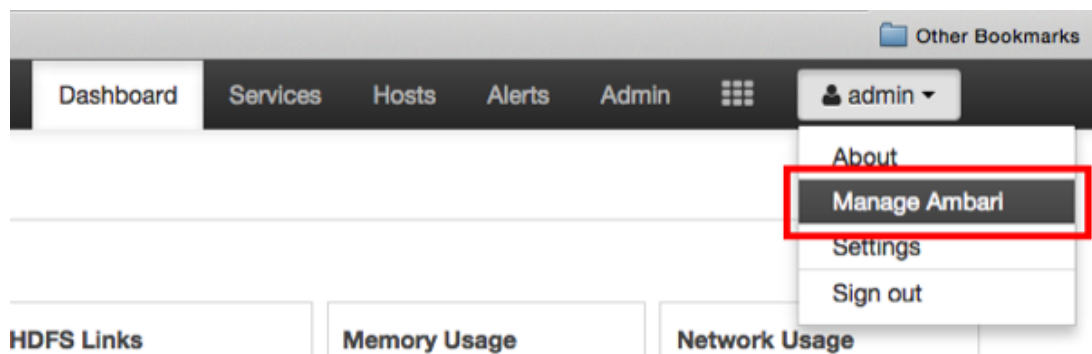 Other Bookmarks
Dashboard Services Hosts Alerts Admin admin
About
Manage Ambari
Settings
Sign out
HDFS Links Memory Usage Network Usage